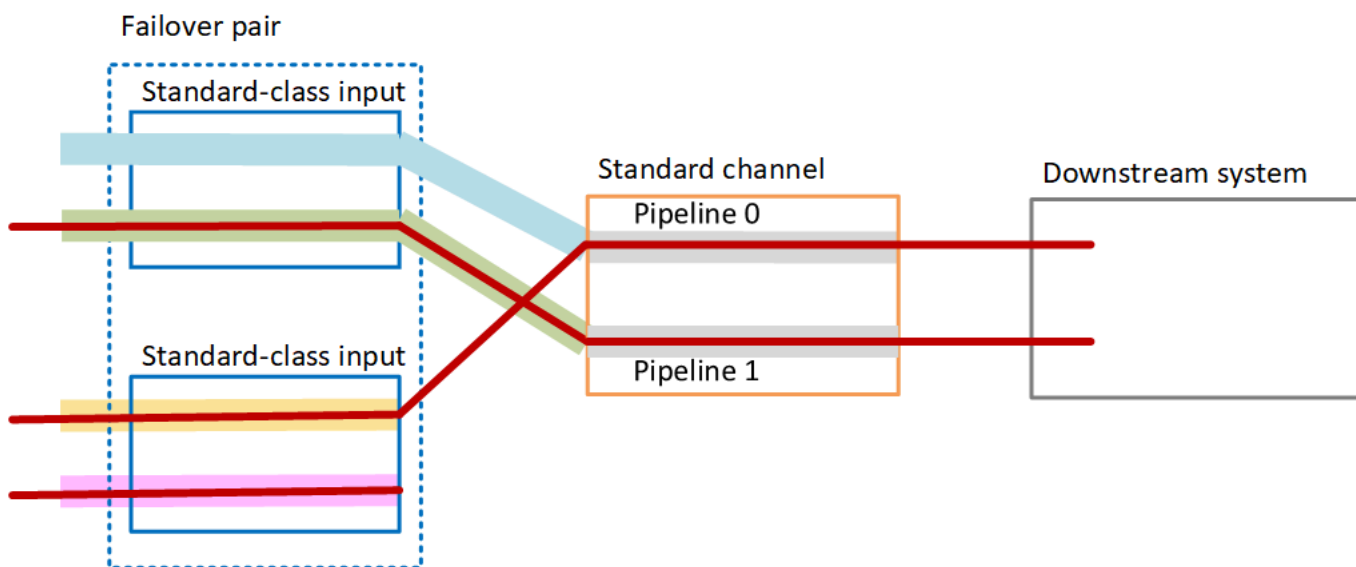 Failover pair
Standard-class input
Standard channel
Downstream system
Pipeline 0
Standard-class input
Pipeline 1